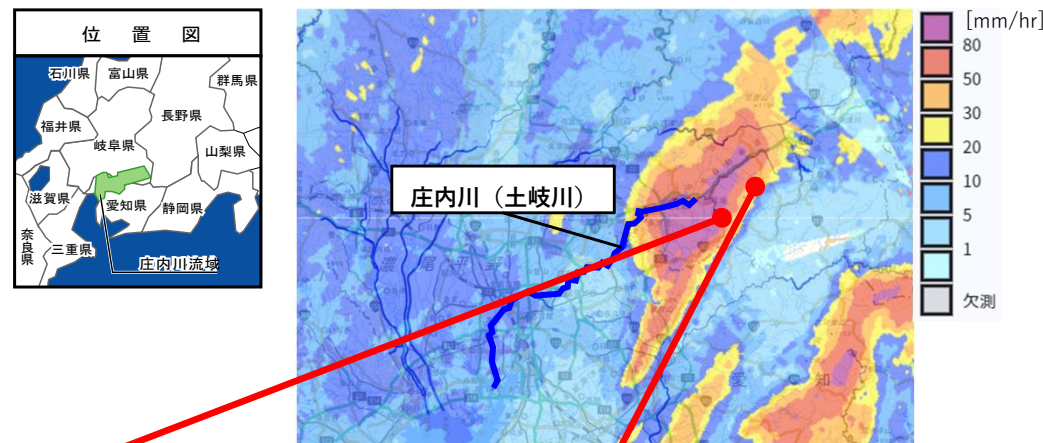 位置図
石川県
富山県
群馬県
長野県
福井県
岐阜県
山梨県
滋賀県
愛知県
静岡県
奈良県
三重県
庄内川流域
庄内川（土岐川）
濃尾平野
愛知
[mm/hr]
80
50
30
20
10
5
1
欠測